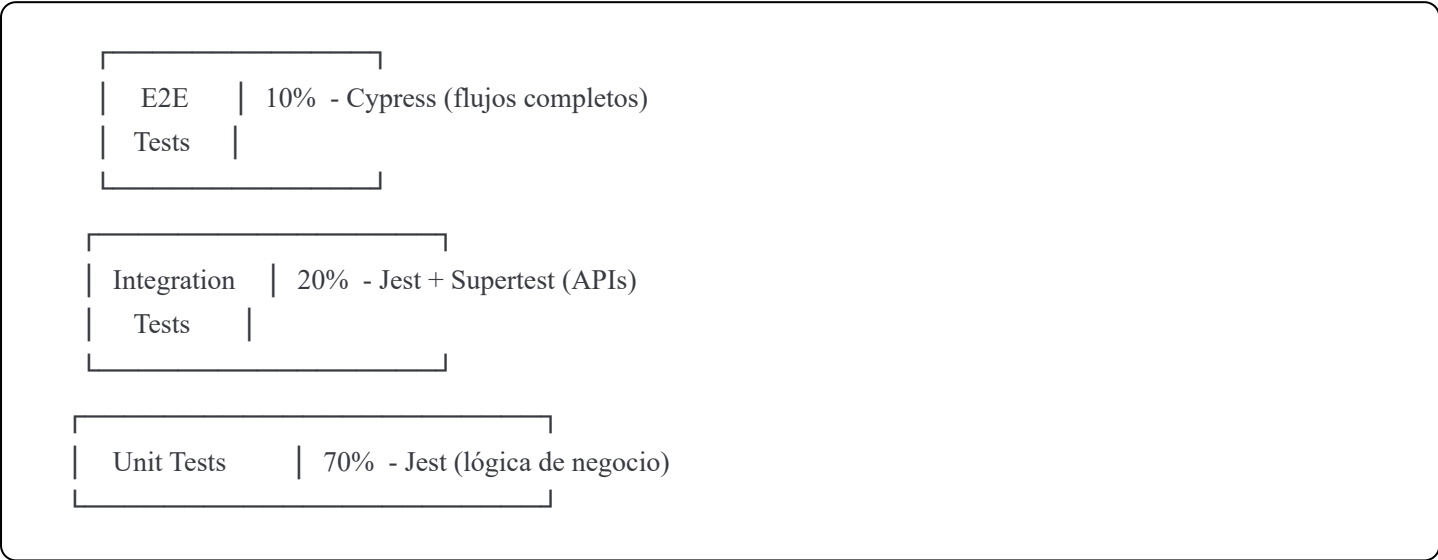 E2E 10% - Cypress (flujos completos)
Tests
Integration 20% - Jest + Supertest (APIs)
Tests
Unit Tests 70% - Jest (lógica de negocio)